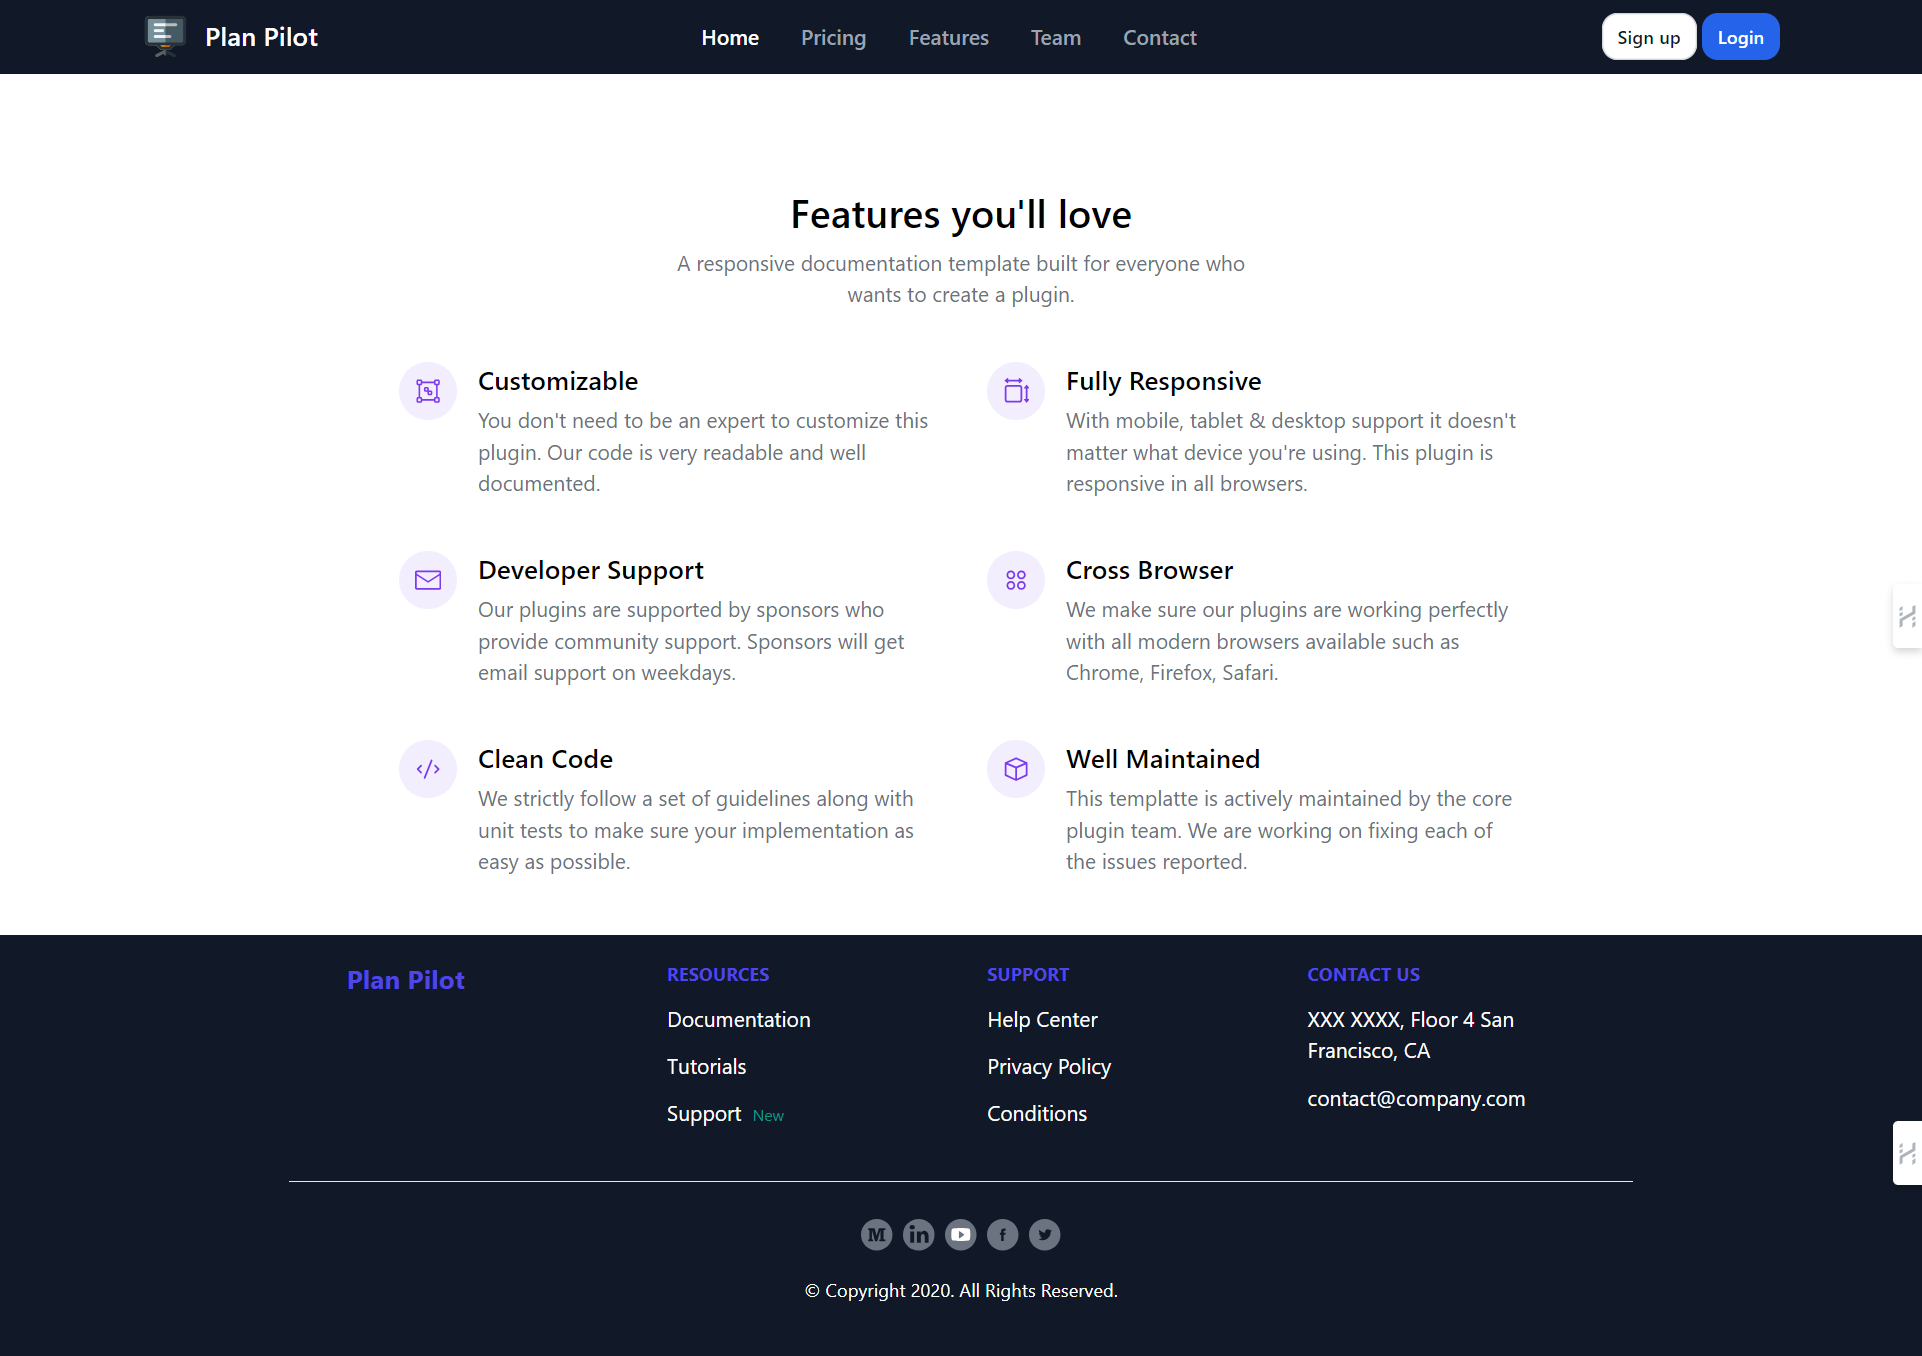 Plan Pilot
Home
Pricing
Features
Team
Contact
Sign up
Login
Features you'll love
A responsive documentation template built for everyone who
wants to create a plugin.
Customizable
You don't need to be an expert to customize this
plugin. Our code is very readable and well
documented.
Fully Responsive
With mobile, tablet & desktop support it doesn't
matter what device you're using. This plugin is
responsive in all browsers.
Developer Support
Our plugins are supported by sponsors who
provide community support. Sponsors will get
email support on weekdays.
Cross Browser
We make sure our plugins are working perfectly
with all modern browsers available such as
Chrome, Firefox, Safari.
Clean Code
We strictly follow a set of guidelines along with
unit tests to make sure your implementation as
easy as possible.
Well Maintained
This templatte is actively maintained by the core
plugin team. We are working on fixing each of
the issues reported.
Plan Pilot
RESOURCES
Documentation
Tutorials
Support New
SUPPORT
Help Center
Privacy Policy
Conditions
CONTACT US
XXX XXXX, Floor 4 San
Francisco, CA
contact@company.com
© Copyright 2020. All Rights Reserved.